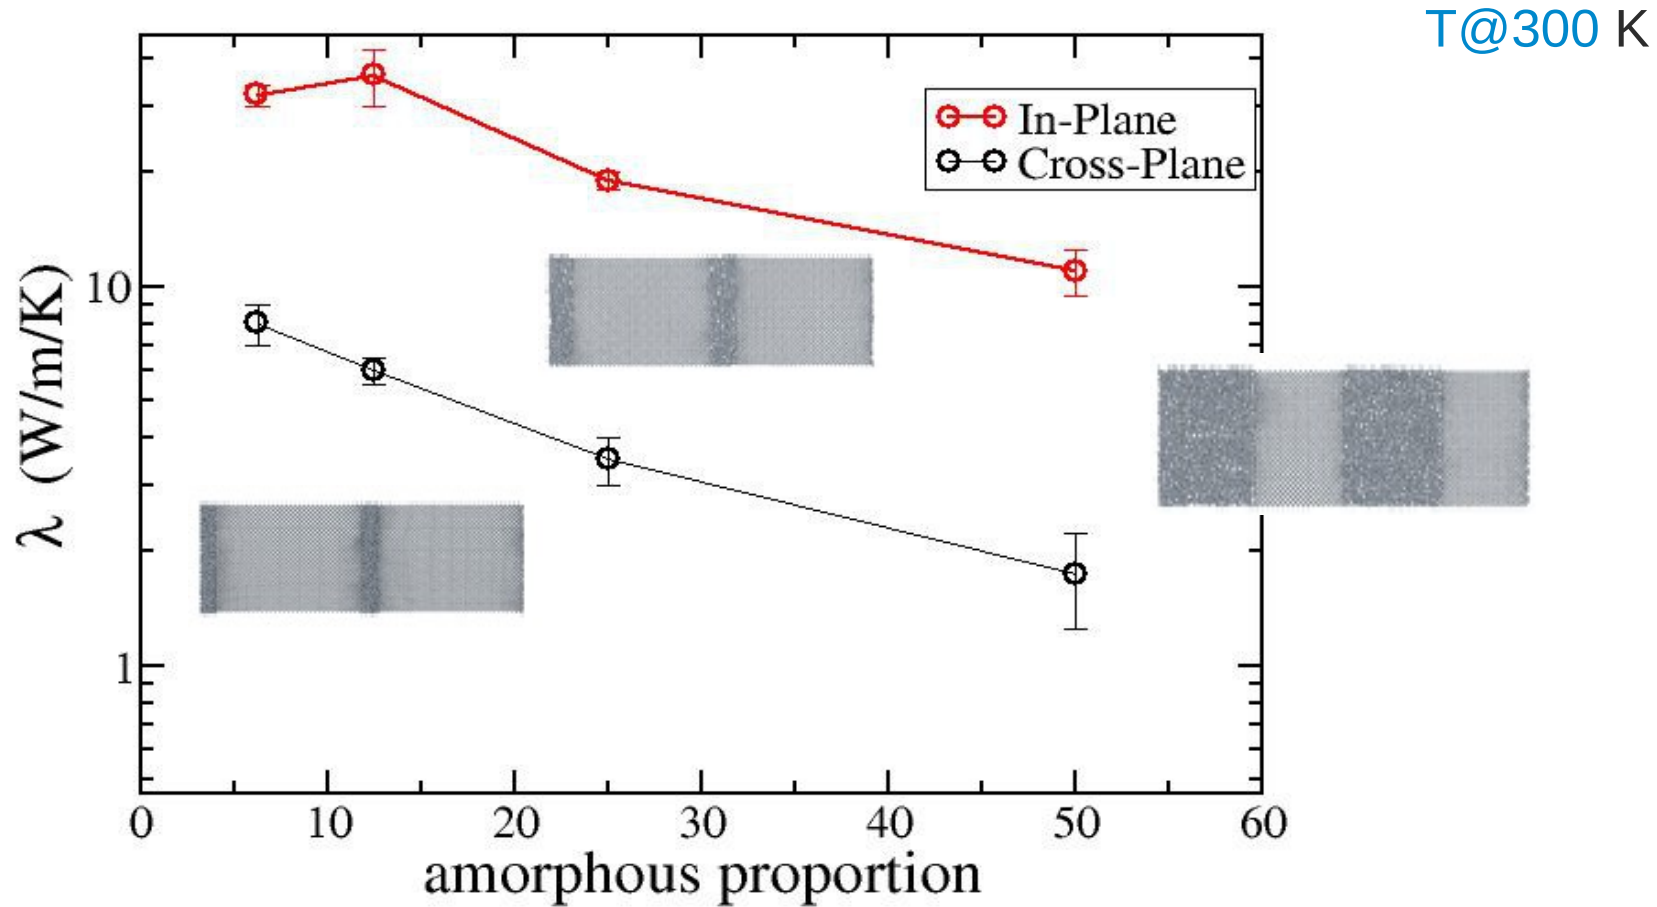 T@300 K
In-Plane
Cross-Plane
λ (W/m/K)
10
1
0 10 20 30 40 50 60
amorphous proportion